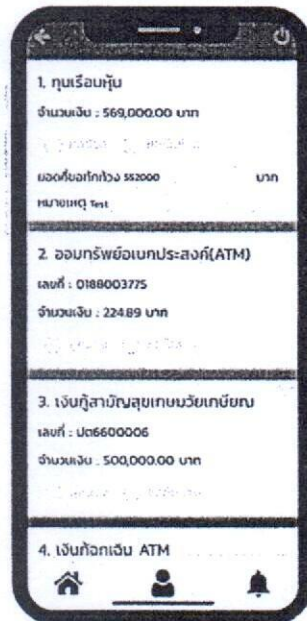 1. ทุนเรือนหุ้น
จำนวนเงิน : 569,000.00 บาท
ยอดที่ขอทักท้วง 552000 บาท
หมายเหตุ Test
2. ออมทรัพย์อเนกประสงค์(ATM)
เลขที่ : 0188003775
จำนวนเงิน : 224.89 บาท
3. เงินกู้สามัญสุขเกษมวัยเกษียณ
เลขที่ : ปต6600006
จำนวนเงิน : 500,000.00 บาท
4. เงินกู้ฉุกเฉิน ATM